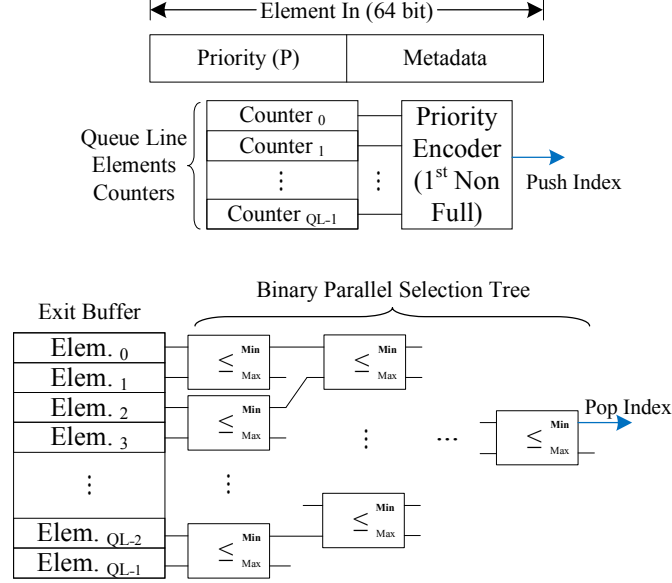 Element In (64 bit)
Priority (P) Metadata
Queue Line
Elements
Counters
Counter 0
Counter 1
⋮
Counter QL-1
⋮
Priority
Encoder
(1st Non
Full)
Push Index
Exit Buffer
Binary Parallel Selection Tree
Elem. 0
Elem. 1
Elem. 2
Elem. 3
⋮
Elem. QL-2
Elem. QL-1
≤ Min
Max
≤ Min
Max
≤ Min
Max
⋮
⋮ ...
≤ Min
Max
Pop Index
≤ Min
Max
≤ Min
Max